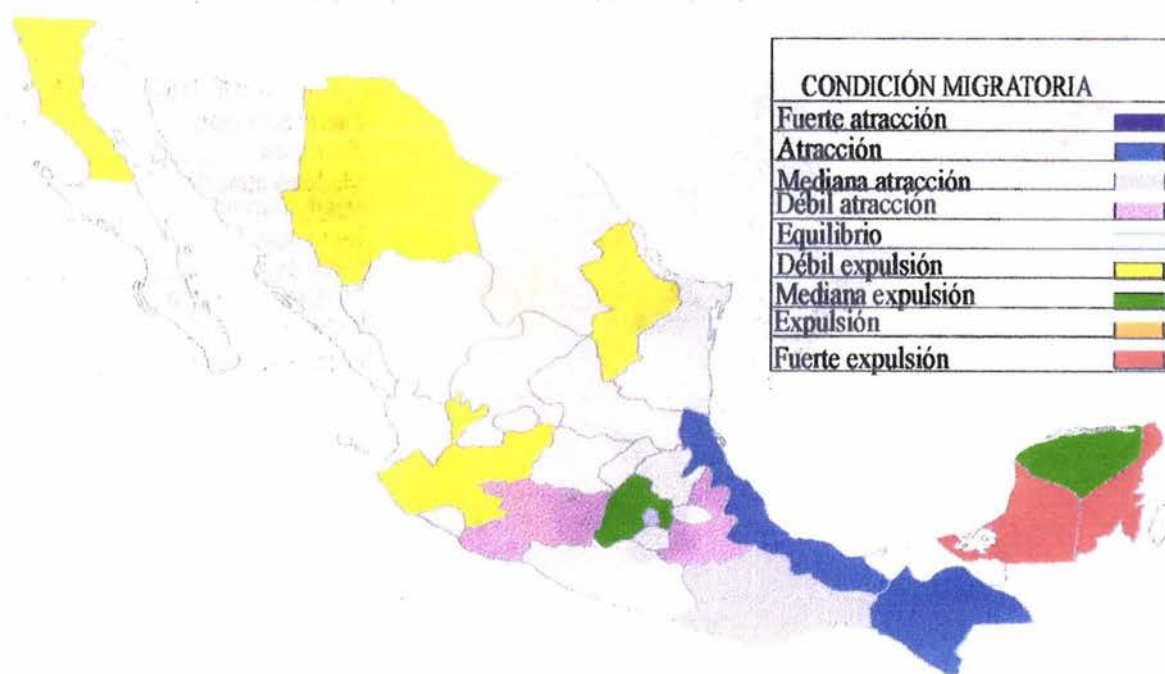 CONDICIÓN MIGRATORIA
Fuerte atracción
Atracción
Mediana atracción
Débil atracción
Equilibrio
Débil expulsión
Mediana expulsión
Expulsión
Fuerte expulsión